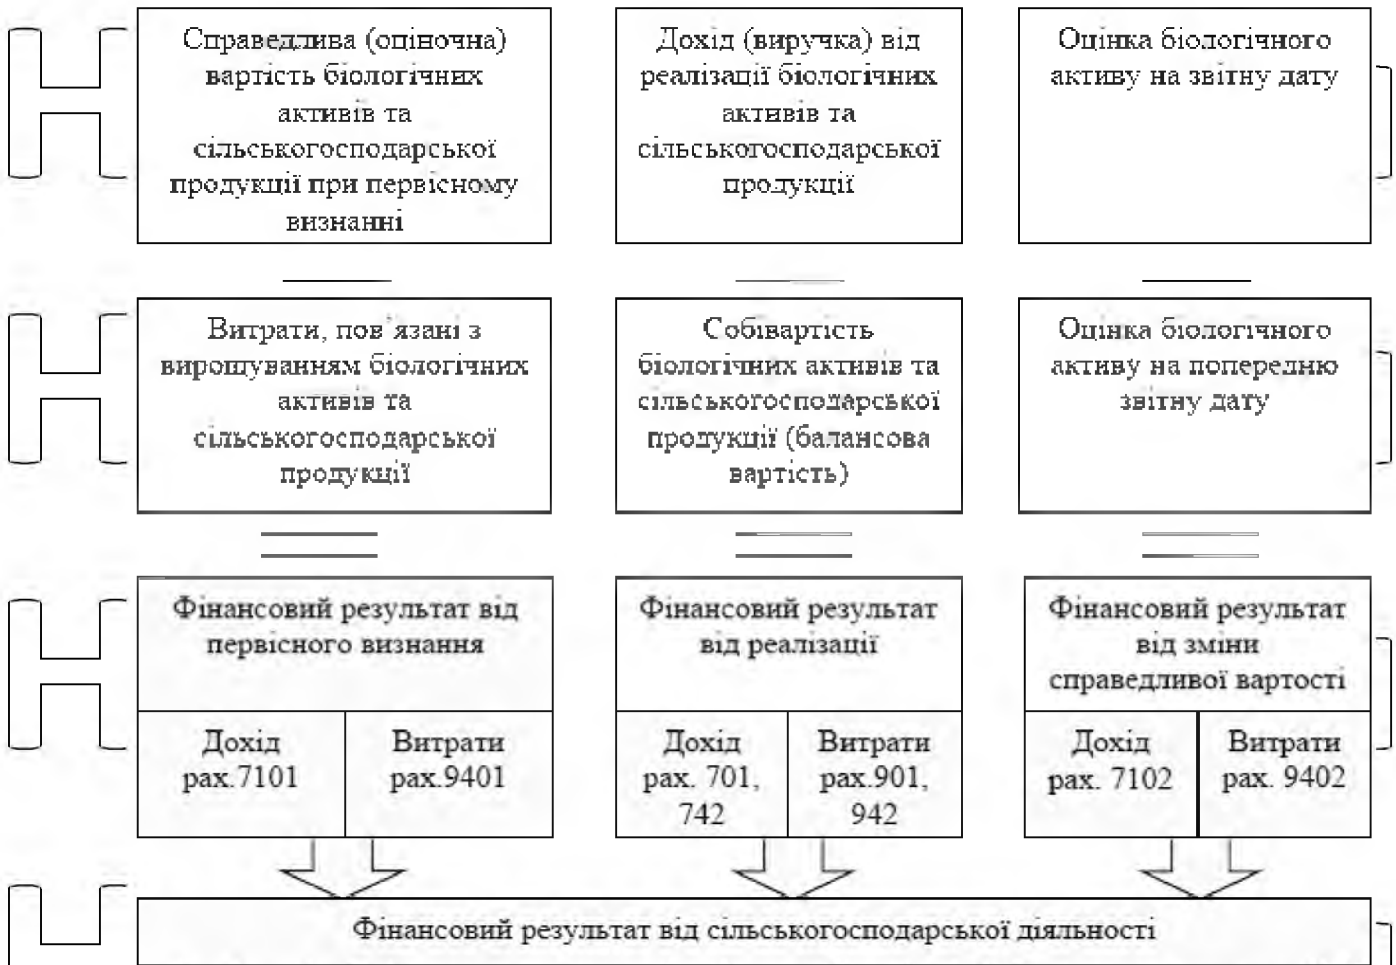 Справедлива (оціночна)
вартість біологічних
активів та
сільськогосподарської
продукції при первісному
визнанні
Дохід (виручка) від
реалізації біологічних
активів та
сільськогосподарської
продукції
Оцінка біологічного
активу на звітну дату
Витрати, пов'язані з
вирощуванням біологічних
активів та
сільськогосподарської
продукції
Собівартість
біологічних активів та
сільськогосподарської
продукції (балансова
вартість)
Оцінка біологічного
активу на попередню
звітну дату
Фінансовий результат від
первісного визнання
Дохід
рах.7101
Витрати
рах.9401
Фінансовий результат
від реалізації
Дохід
рах. 701,
742
Витрати
рах.901,
942
Фінансовий результат
від зміни
справедливої вартості
Дохід
рах. 7102
Витрати
рах. 9402
Фінансовий результат від сільськогосподарської діяльності